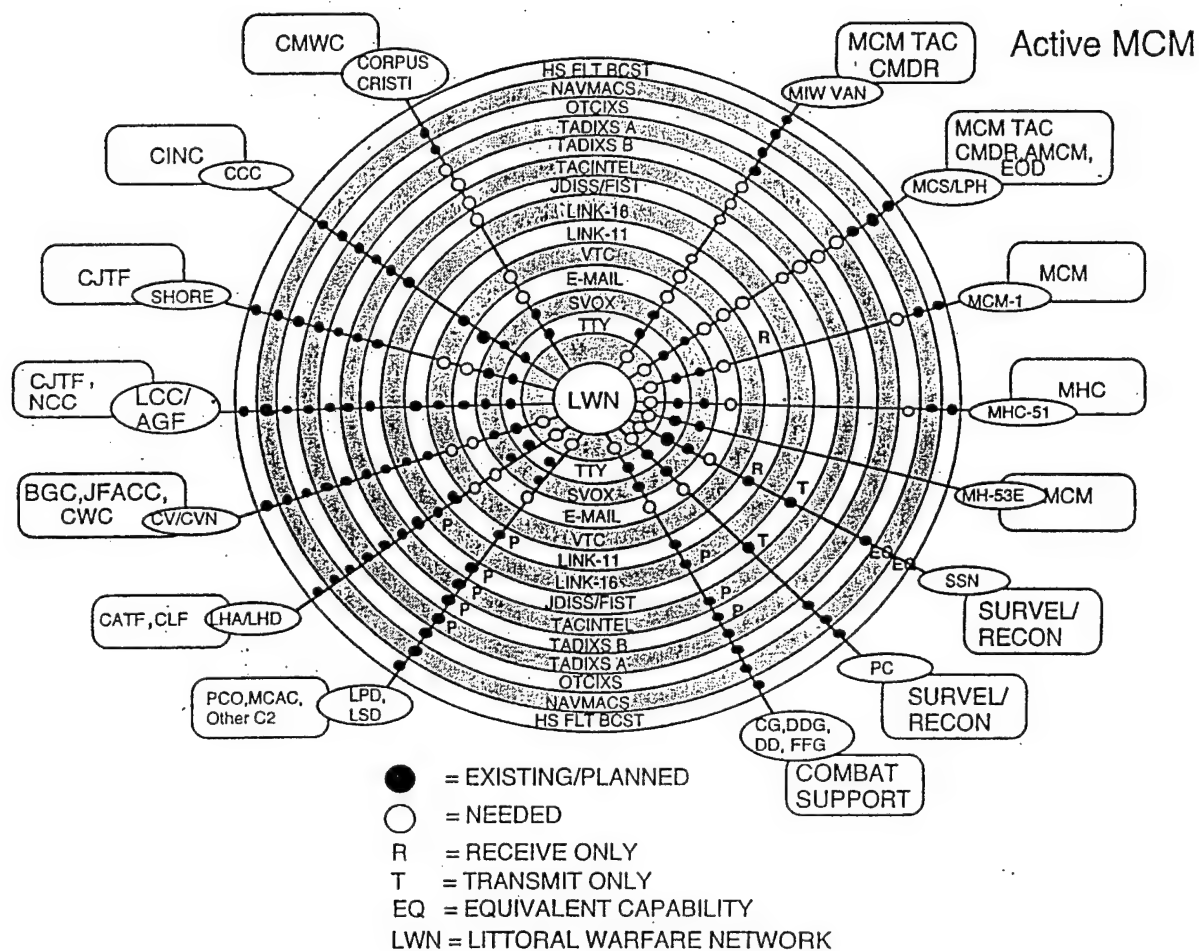 Active MCM
CMWC
CORPUS
CRISTI
MCM TAC
CMDR
MIW VAN
CINC
CCC
MCM TAC
CMDR,AMCM,
EOD
MCS/LPH
CJTF
SHORE
MCM
MCM-1
CJTF,
NCC
LCC/
AGF
MHC
MHC-51
BGC,JFACC,
CWC
CV/CVN
MCM
MH-53E
CATF,CLF
LHA/LHD
SSN
SURVEL/
RECON
PCO,MCAC,
Other C2
LPD,
LSD
PC
SURVEL/
RECON
CG,DDG,
DD, FFG
COMBAT
SUPPORT
HS FLT BCST
NAVMACS
OTCIXS
TADIXS A
TADIXS B
TACINTEL
JDISS/FIST
LINK-16
LINK-11
VTC
E-MAIL
SVOX
TTY
LWN
TTY
SVOX
E-MAIL
VTC
LINK-11
LINK-16
JDISS/FIST
TACINTEL
TADIXS B
TADIXS A
OTCIXS
NAVMACS
HS FLT BCST
R
R
T
T
EQ
EQ
P
P
P
P
P
P
P
P
= EXISTING/PLANNED
= NEEDED
R = RECEIVE ONLY
T = TRANSMIT ONLY
EQ = EQUIVALENT CAPABILITY
LWN = LITTORAL WARFARE NETWORK